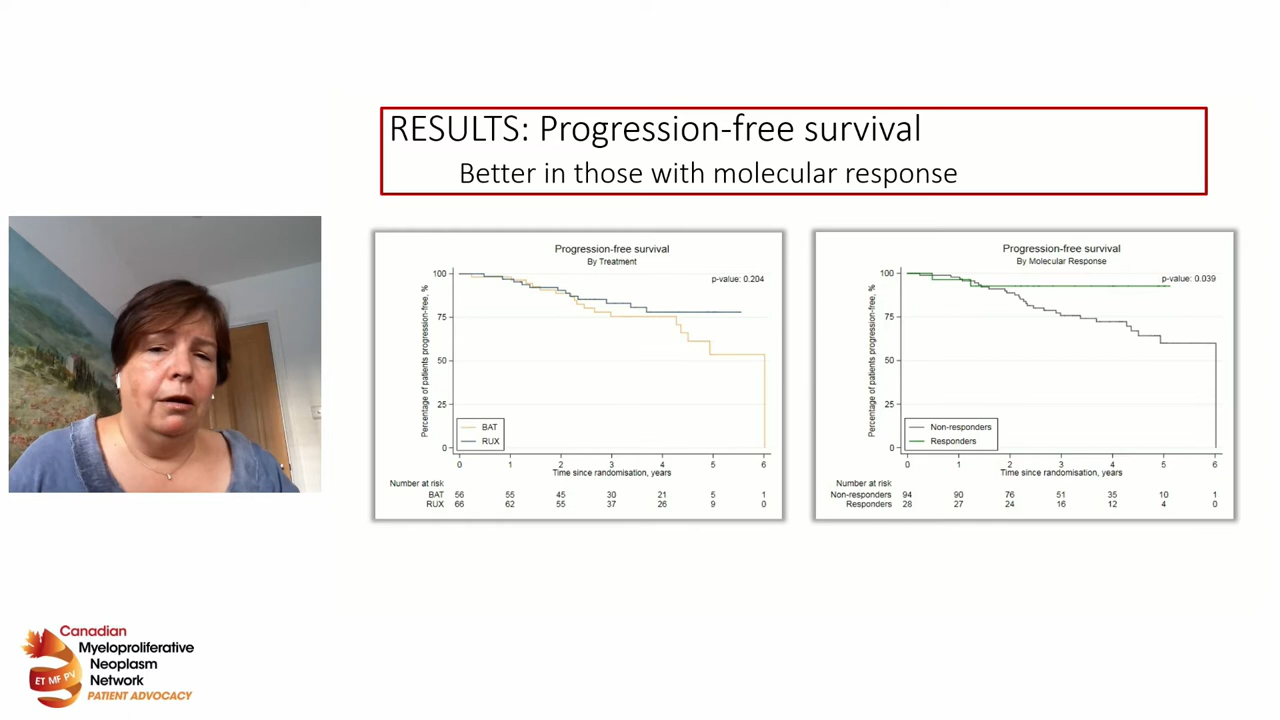 RESULTS: Progression-free survival
Better in those with molecular response
Progression-free survival
By Treatment
p-value: 0.204
Percentage of patients progression-free, %
100
75
50
25
0
BAT
RUX
0 1 2 3 4 5 6
Time since randomisation, years
Number at risk
BAT 56 55 45 30 21 5 1
RUX 66 62 55 37 26 9 0
Progression-free survival
By Molecular Response
p-value: 0.039
Percentage of patients progression-free, %
100
75
50
25
0
Non-responders
Responders
0 1 2 3 4 5 6
Time since randomisation, years
Number at risk
Non-responders 94 90 76 51 35 10 1
Responders 28 27 24 16 12 4 0
Canadian
Myeloproliferative
Neoplasm
Network
PATIENT ADVOCACY
ET MF PV